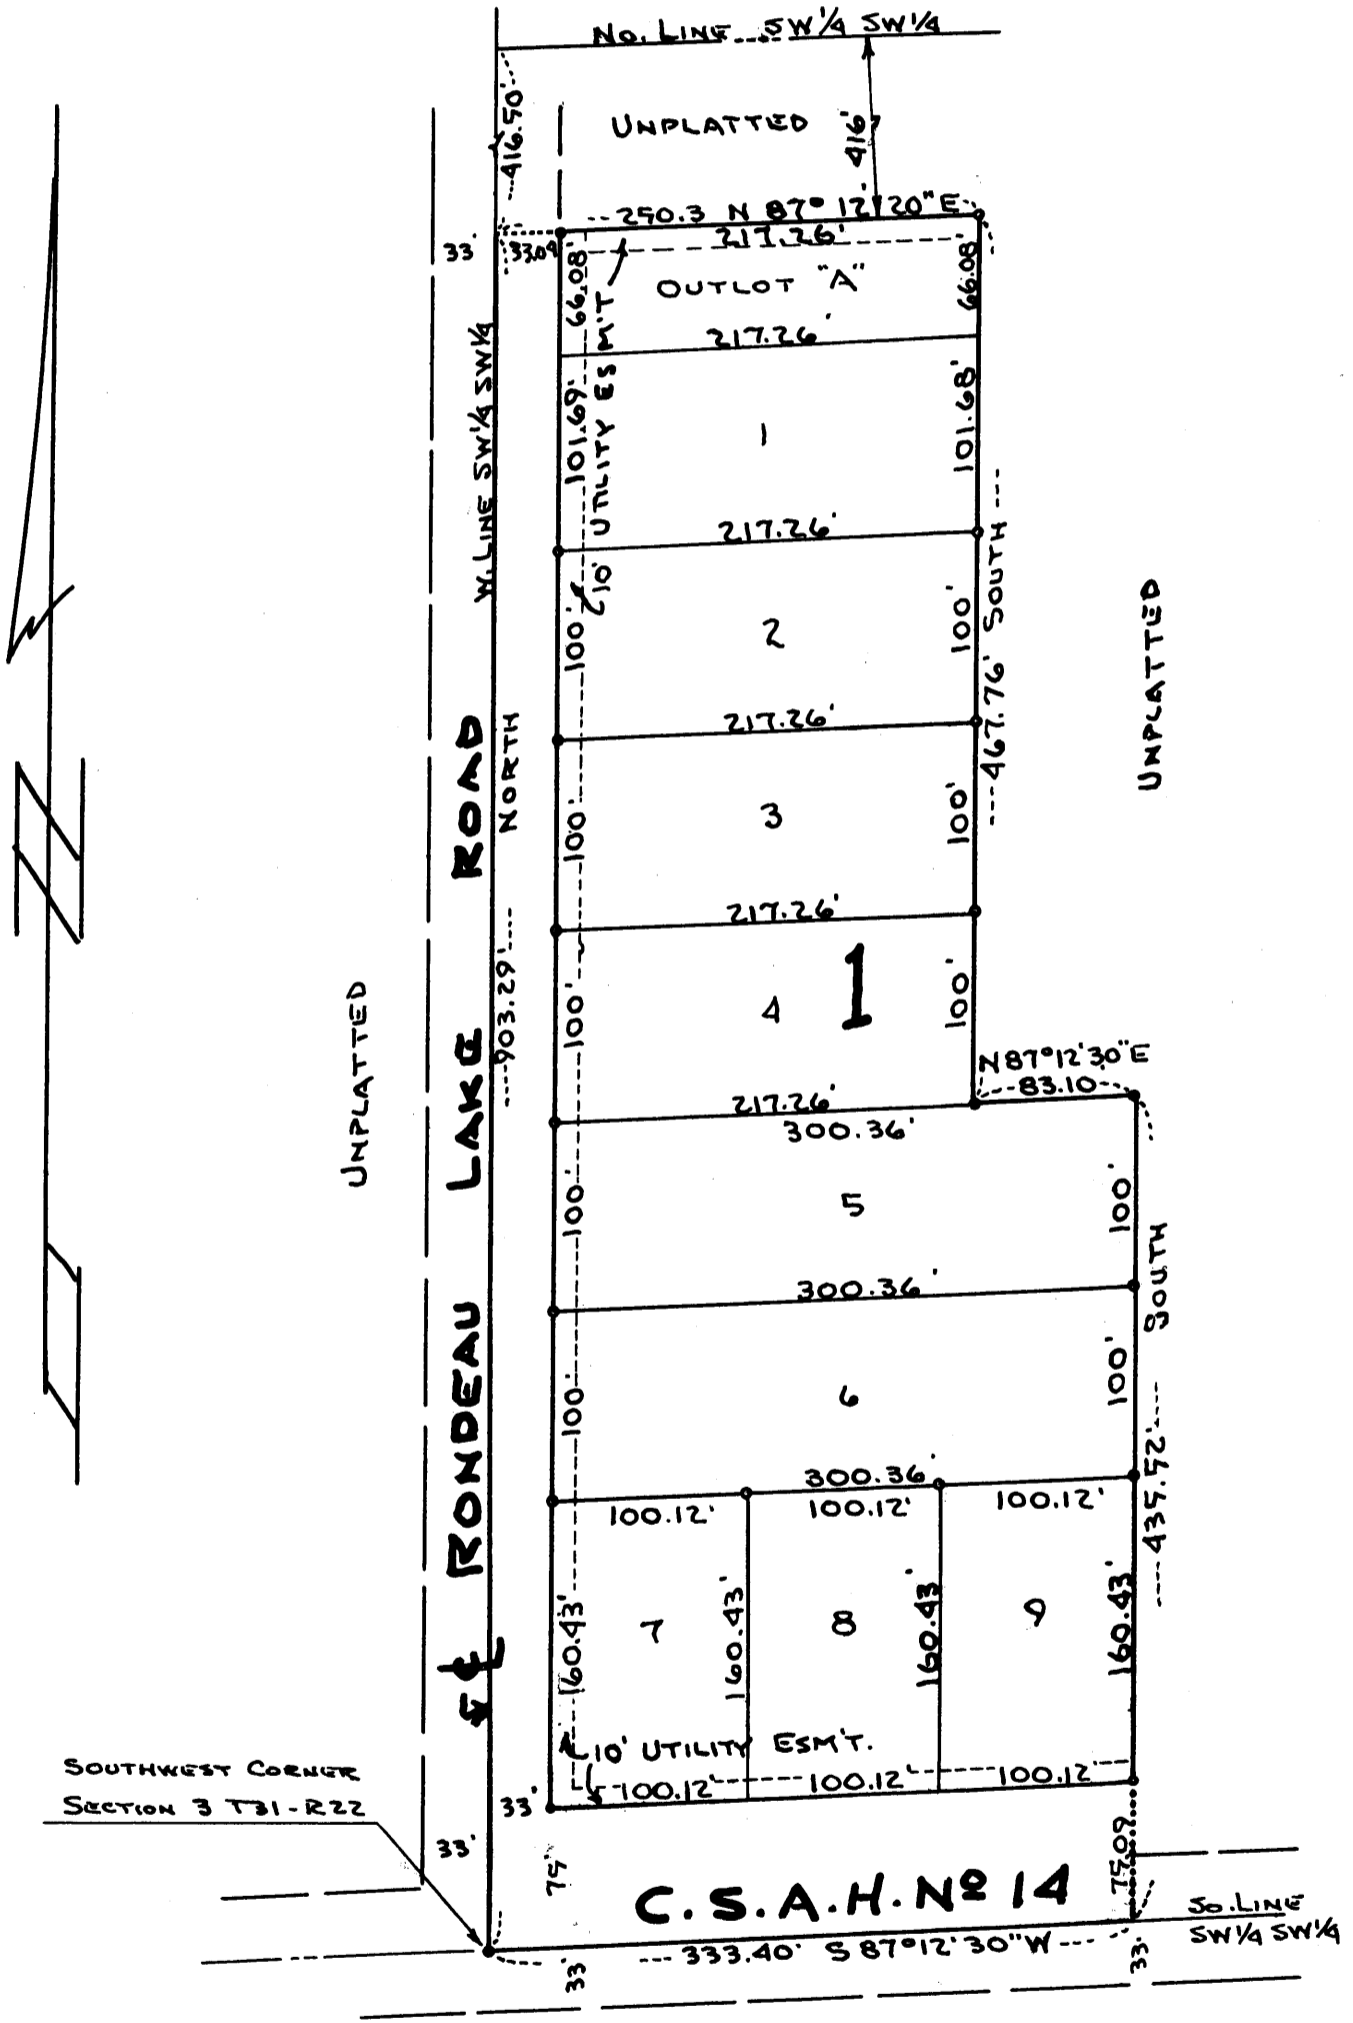 No. LINE SW¼ SW¼
416.50'
UNPLATTED
416'
250.3 N 87° 12' 20" E
33'
33.04
217.26'
66.08'
OUTLOT "A"
66.08'
10' UTILITY ESM'T
217.26'
W. LINE SW¼ SW¼
101.69'
1
101.68'
217.26'
100'
2
100'
467.76' SOUTH
UNPLATTED
217.26'
100'
3
100'
903.29' NORTH
217.26'
100'
4
1
100'
UNPLATTED
N 87° 12' 30" E
83.10
217.26'
300.36'
100'
5
100'
300.36'
100'
6
100'
435.52' SOUTH
300.36'
100.12'
100.12'
100.12'
℄ RONDEAU LAKE ROAD
160.43'
7
160.43'
8
160.43'
9
160.43'
10' UTILITY ESM'T.
100.12'
100.12'
100.12'
SOUTHWEST CORNER
SECTION 3 T31-R22
33'
33'
75'
75.09
C.S.A.H. Nº 14
So. LINE
SW¼ SW¼
333.40' S 87° 12' 30" W
33'
33'